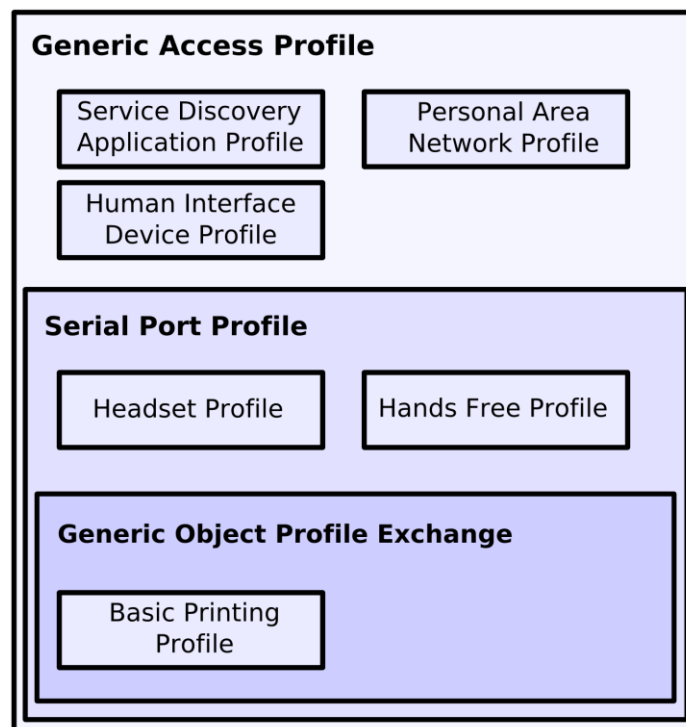 Generic Access Profile
Service Discovery
Application Profile
Personal Area
Network Profile
Human Interface
Device Profile
Serial Port Profile
Headset Profile
Hands Free Profile
Generic Object Profile Exchange
Basic Printing
Profile